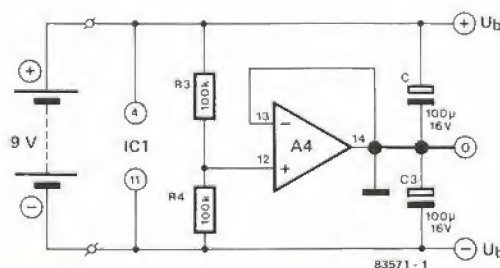 + Ub
+
R3
100k
4
C
100µ
16V
9 V
IC1
13
−
A4
14
0
12
+
11
R4
100k
C3
100µ
16V
−
− Ub
83571 - 1